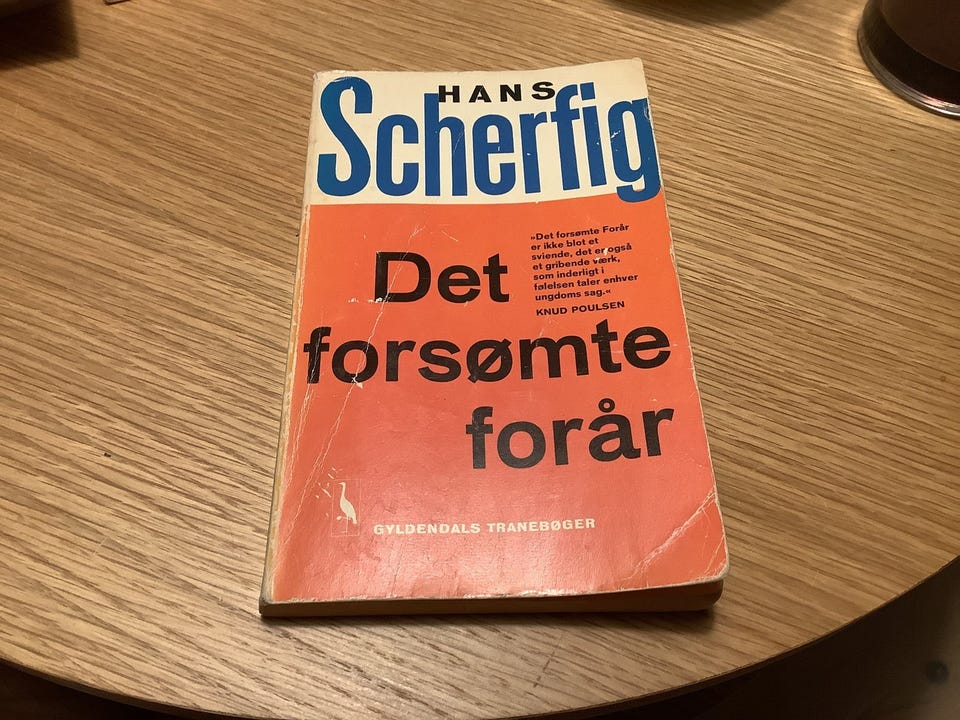 HANS
Scherfig
»Det forsømte Forår
er ikke blot et
sviende, det er også
et gribende værk,
som inderligt i
følelsen taler enhver
ungdoms sag.«
KNUD POULSEN
Det
forsømte
forår
GYLDENDALS TRANEBØGER